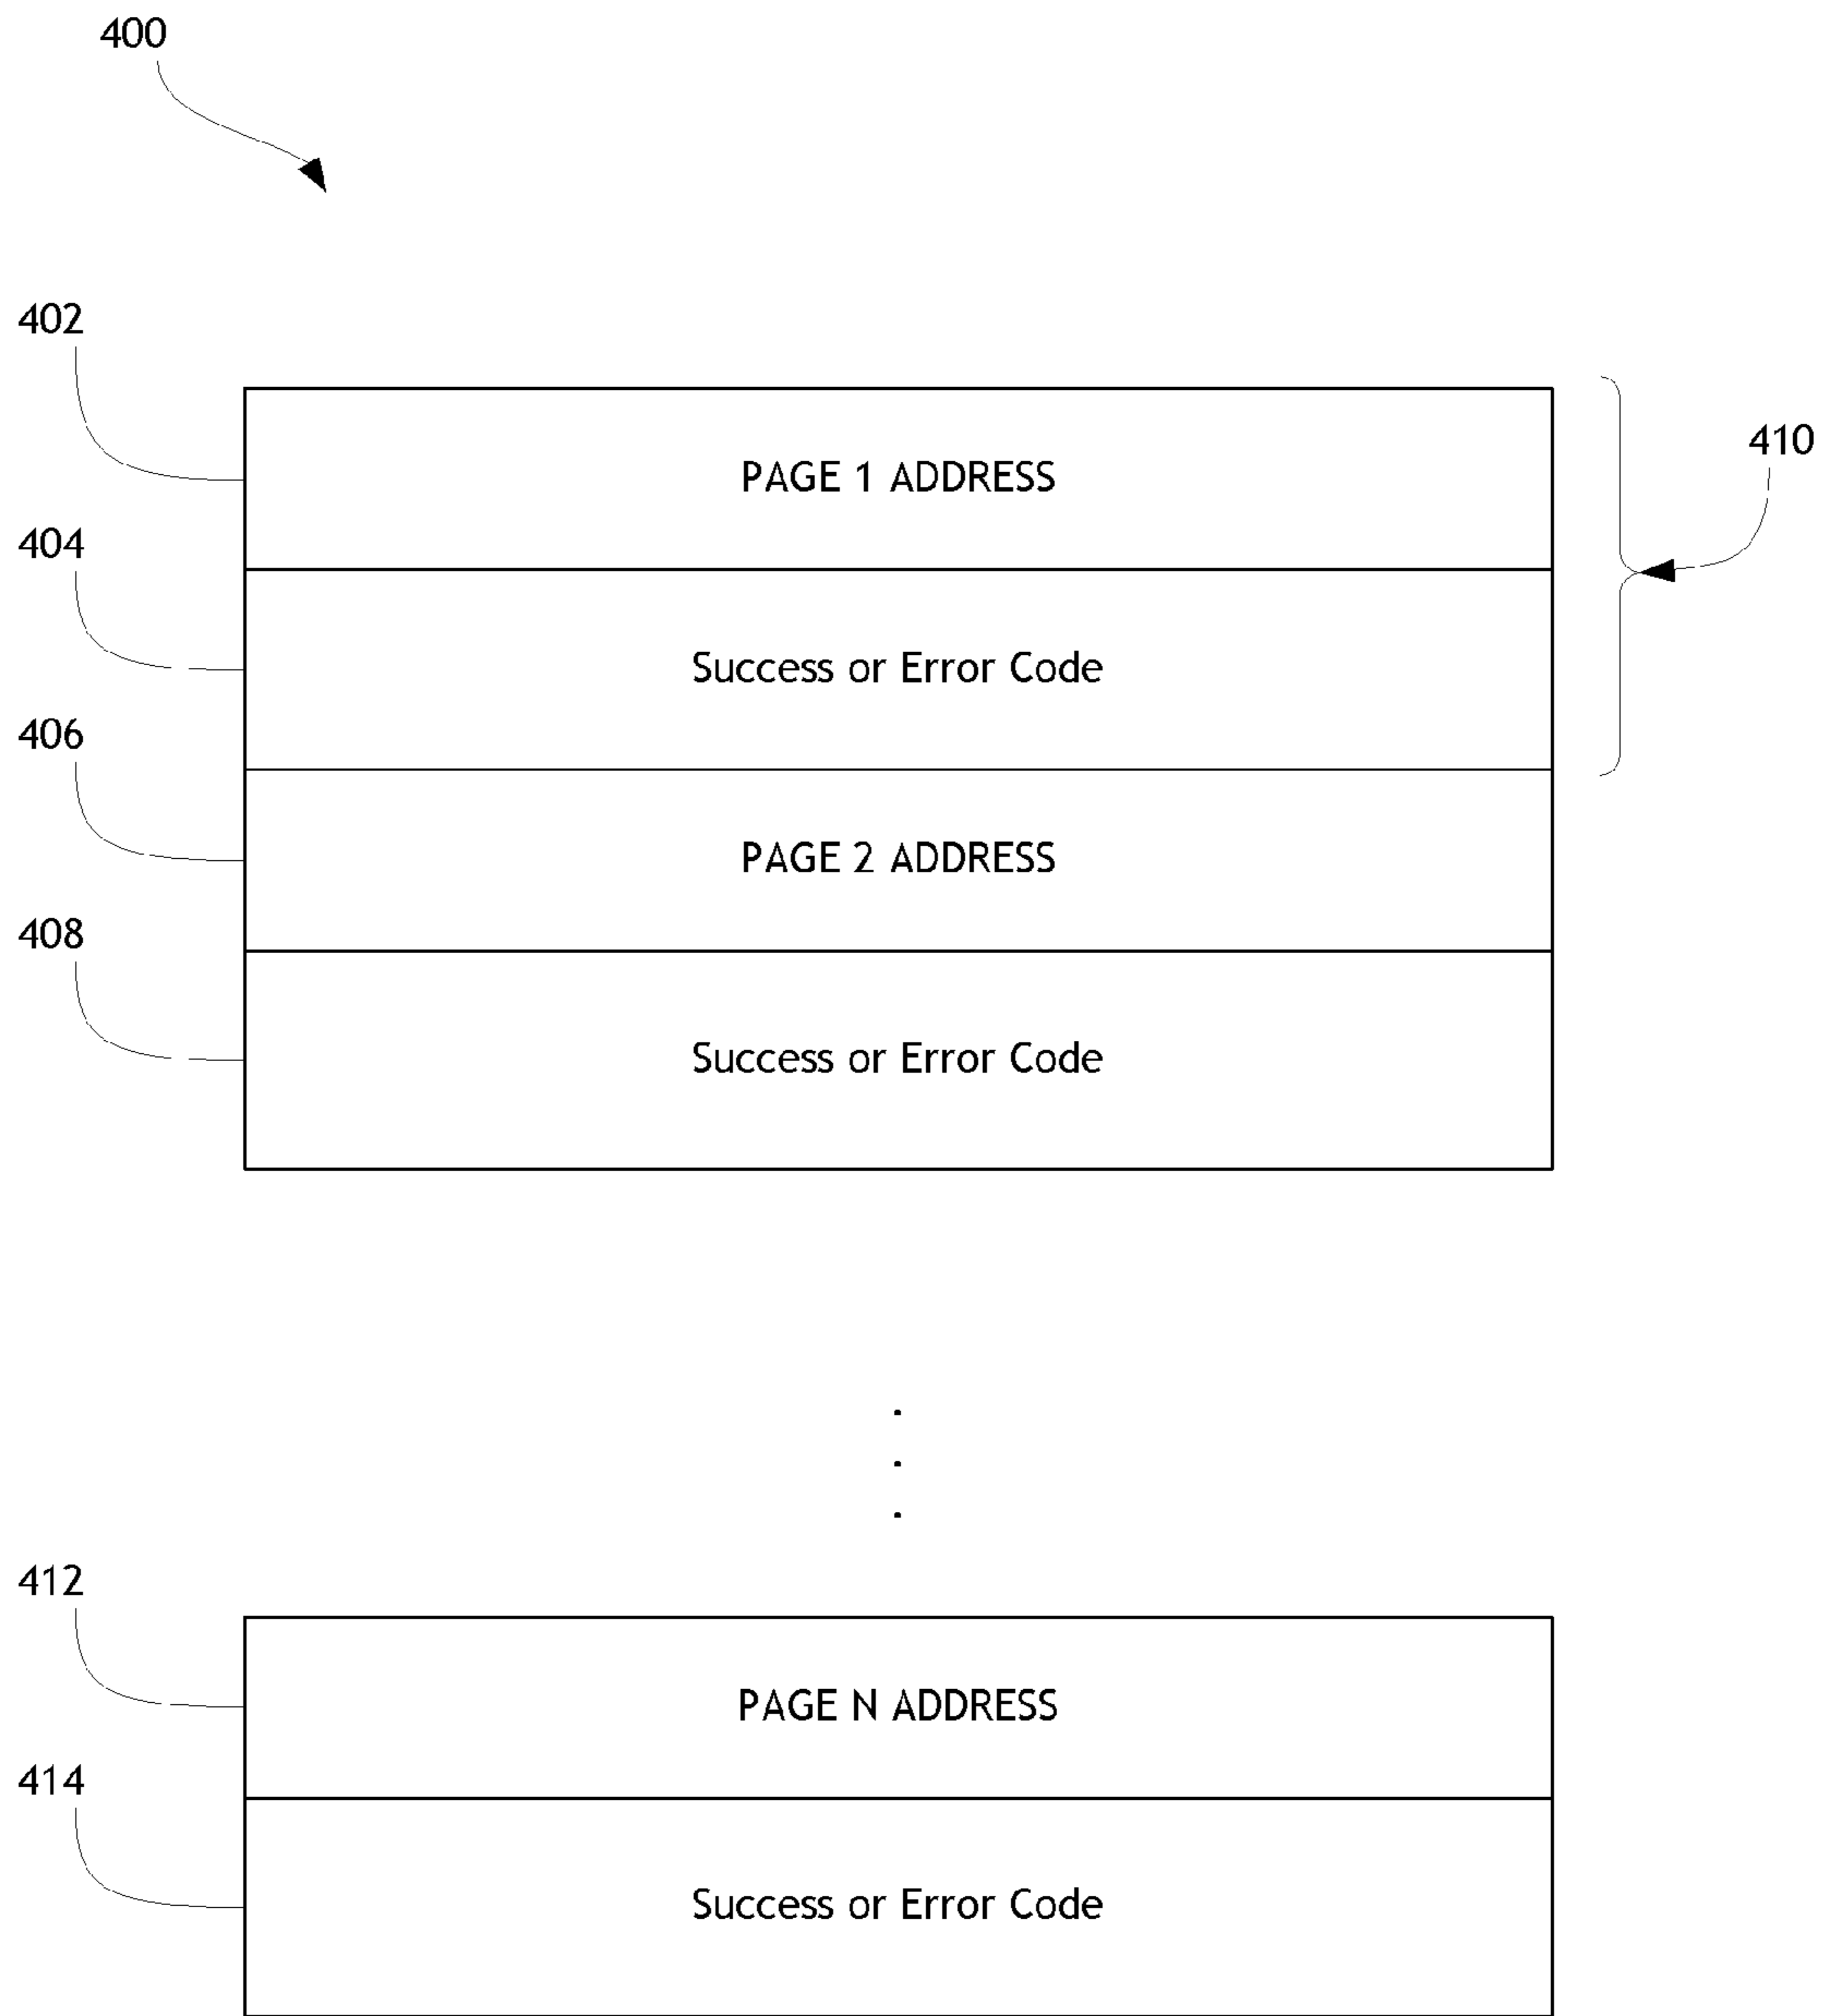 400
402
PAGE 1 ADDRESS
410
404
Success or Error Code
406
PAGE 2 ADDRESS
408
Success or Error Code
412
PAGE N ADDRESS
414
Success or Error Code